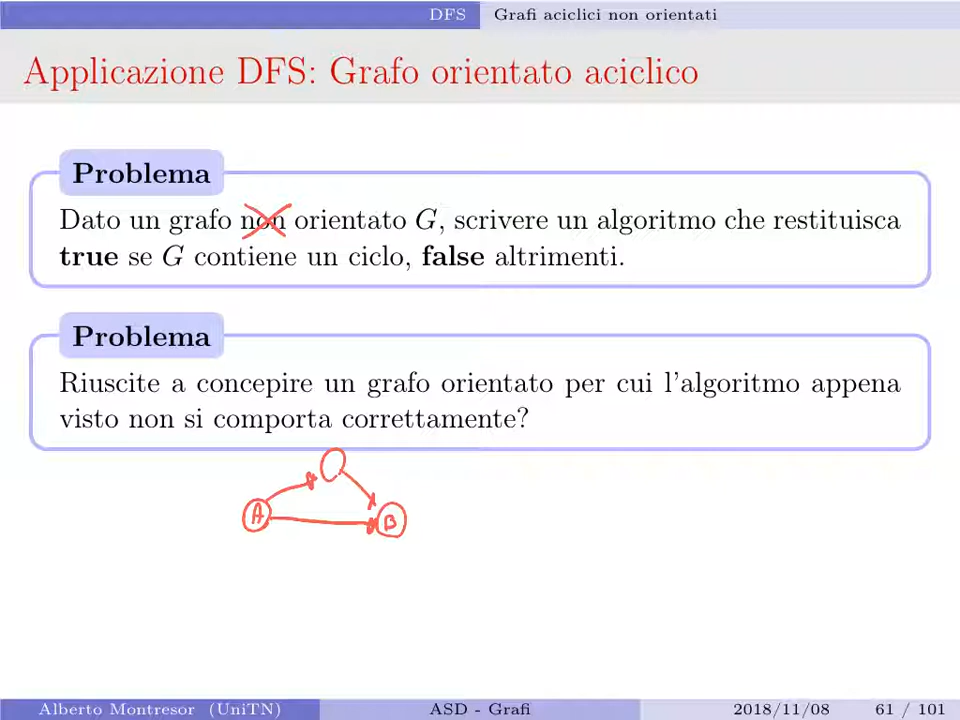 DFS Grafi aciclici non orientati
Applicazione DFS: Grafo orientato aciclico
Problema
Dato un grafo non orientato G, scrivere un algoritmo che restituisca
true se G contiene un ciclo, false altrimenti.
Problema
Riuscite a concepire un grafo orientato per cui l'algoritmo appena
visto non si comporta correttamente?
A
B
Alberto Montresor (UniTN) ASD - Grafi 2018/11/08 61 / 101